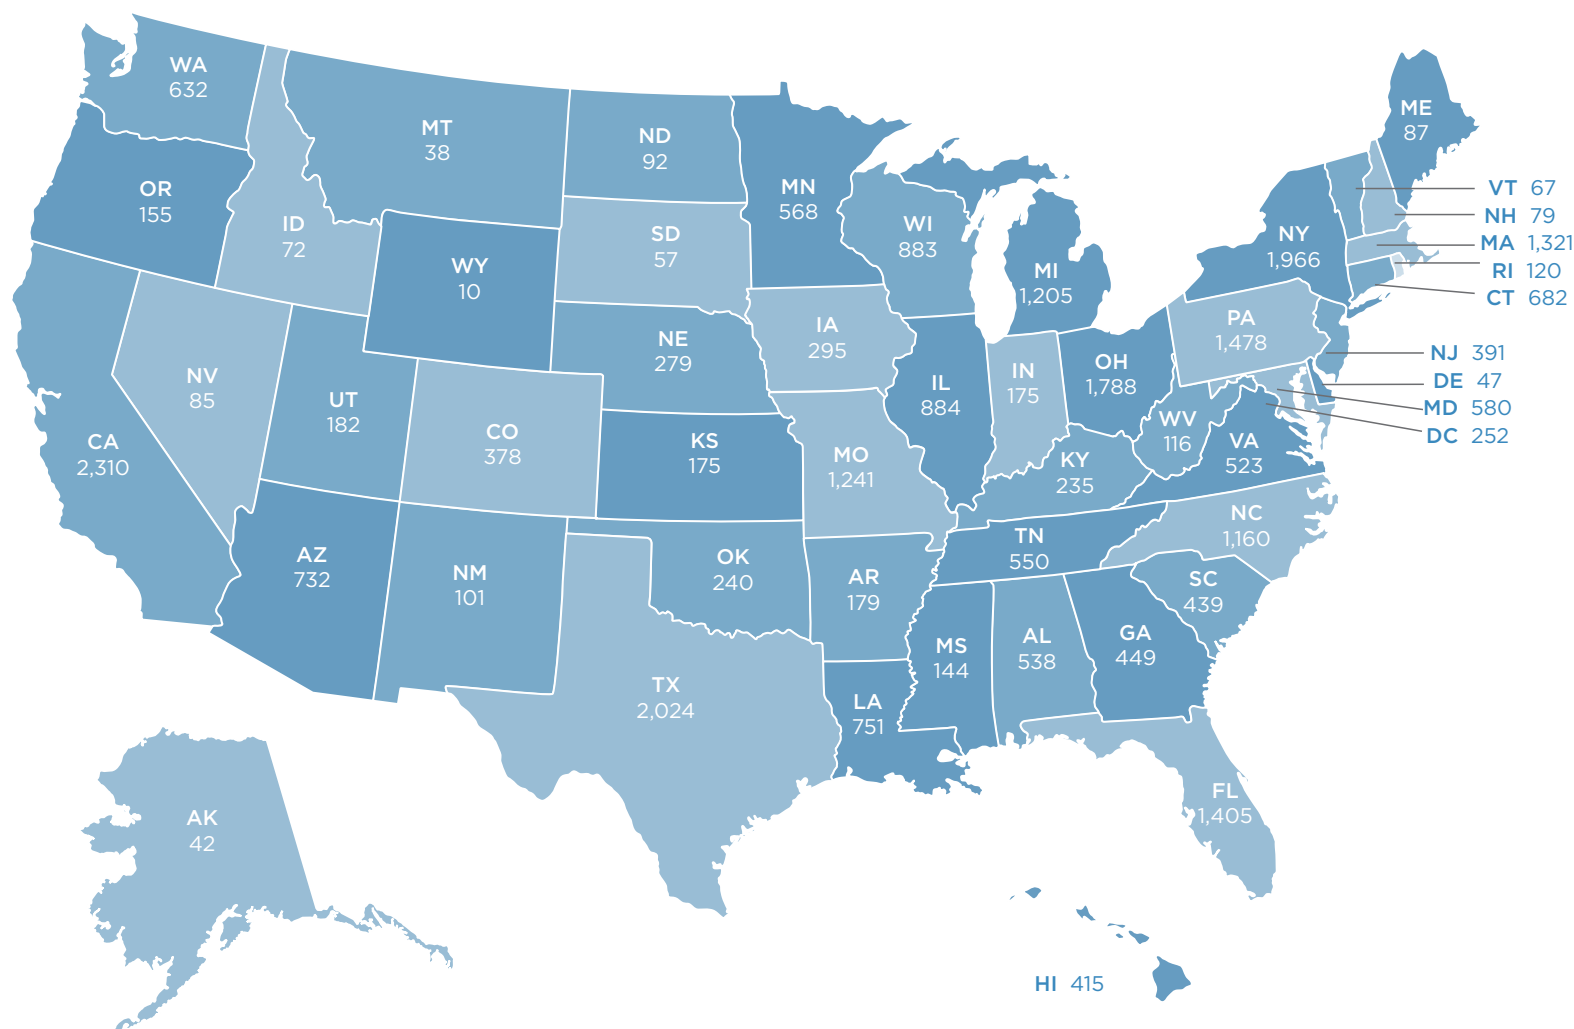 WA
632
MT
38
ND
92
ME
87
OR
155
ID
72
MN
568
VT 67
NH 79
SD
57
WI
883
NY
1,966
MA 1,321
RI 120
CT 682
WY
10
MI
1,205
IA
295
PA
1,478
NE
279
NJ 391
NV
85
UT
182
IL
884
IN
175
OH
1,788
DE 47
MD 580
DC 252
CA
2,310
CO
378
KS
175
MO
1,241
KY
235
WV
116
VA
523
AZ
732
NM
101
OK
240
AR
179
TN
550
NC
1,160
SC
439
TX
2,024
LA
751
MS
144
AL
538
GA
449
AK
42
FL
1,405
HI 415